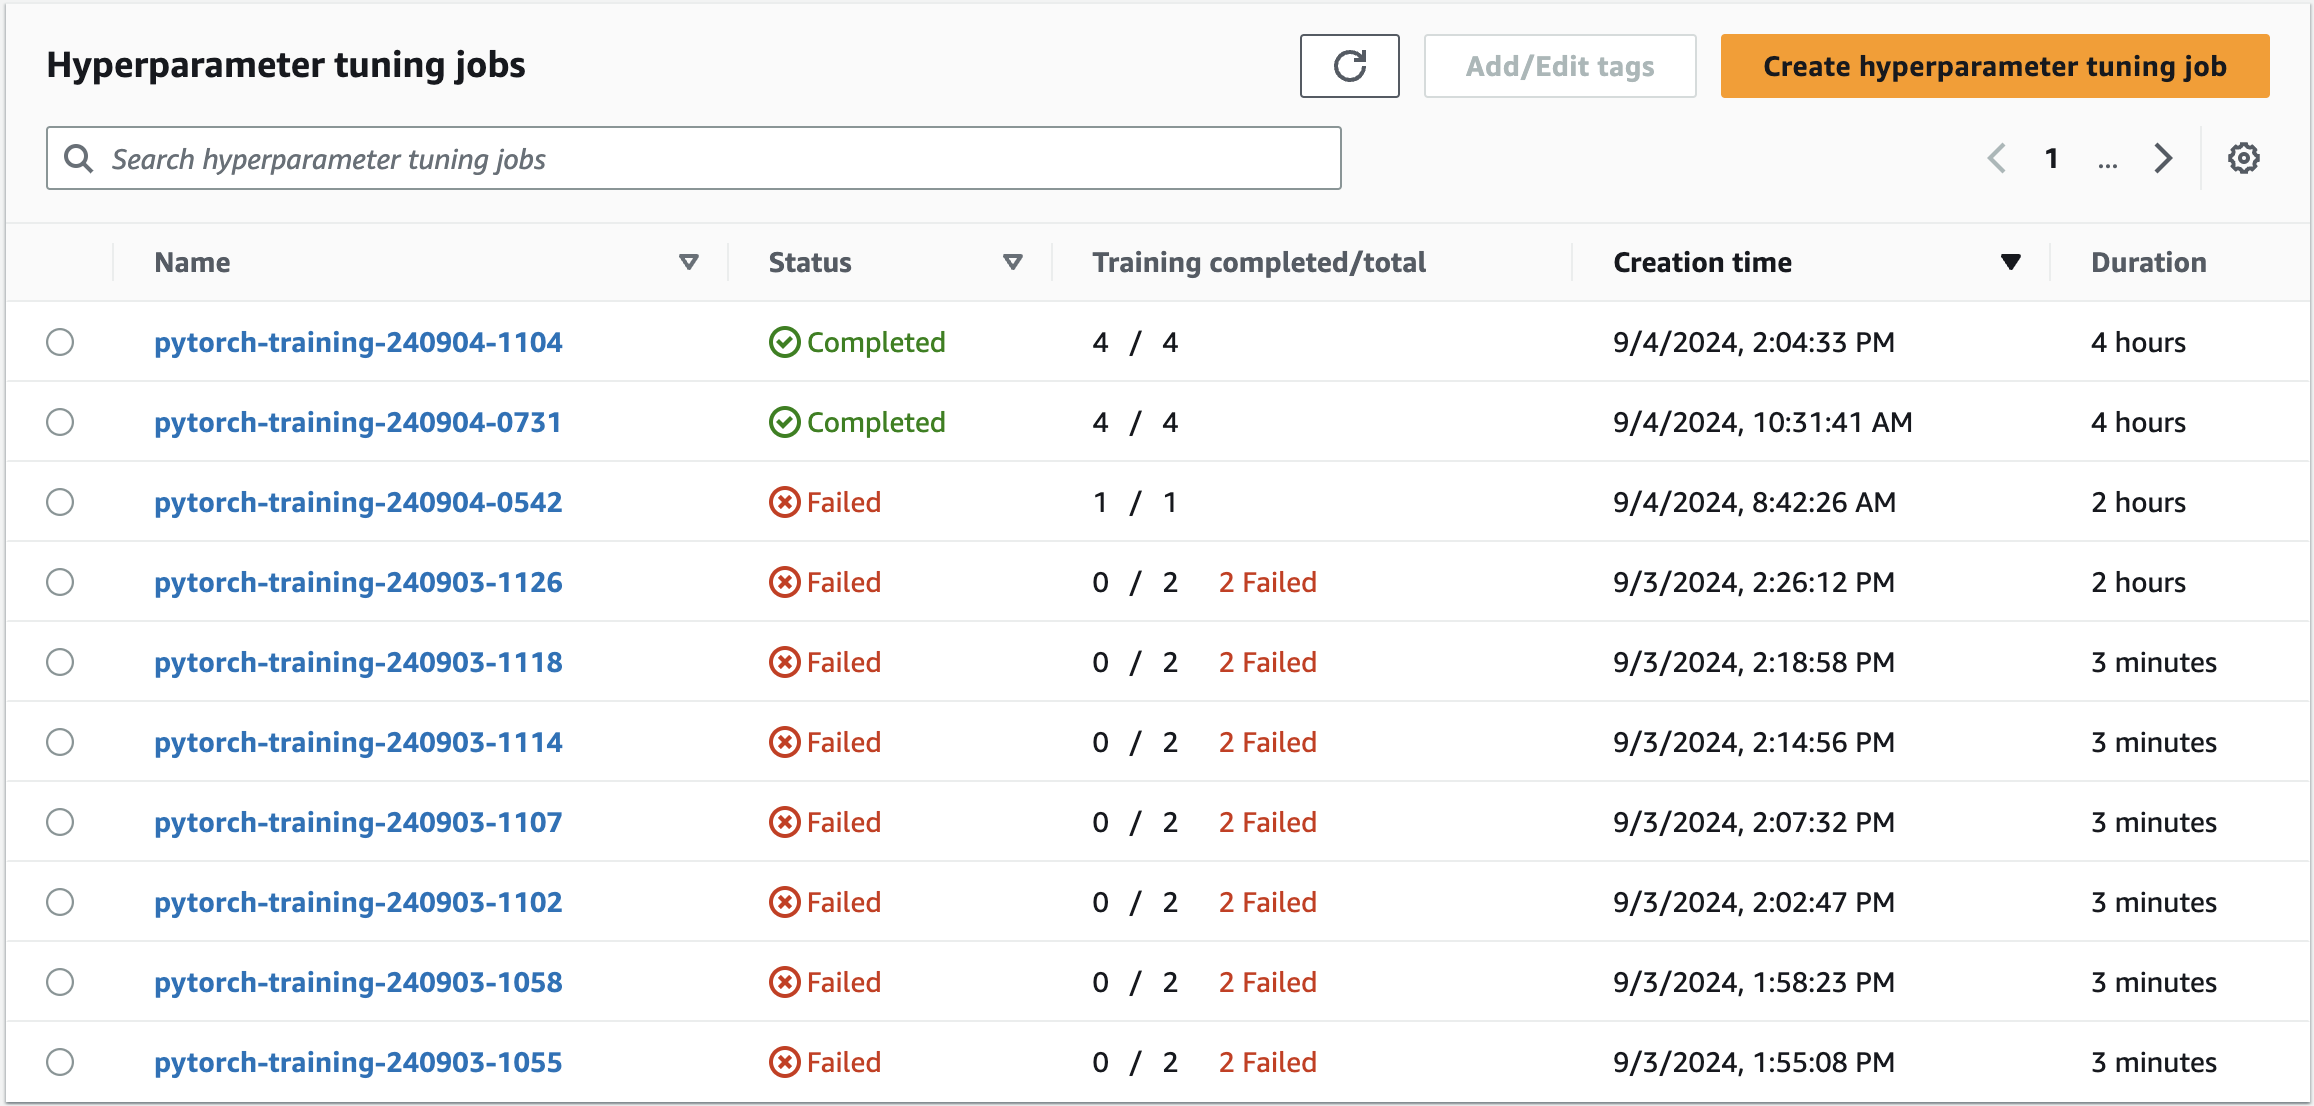 Hyperparameter tuning jobs
Add/Edit tags
Create hyperparameter tuning job
Search hyperparameter tuning jobs
1 ...
Name Status Training completed/total Creation time Duration
pytorch-training-240904-1104 Completed 4 / 4 9/4/2024, 2:04:33 PM 4 hours
pytorch-training-240904-0731 Completed 4 / 4 9/4/2024, 10:31:41 AM 4 hours
pytorch-training-240904-0542 Failed 1 / 1 9/4/2024, 8:42:26 AM 2 hours
pytorch-training-240903-1126 Failed 0 / 2 2 Failed 9/3/2024, 2:26:12 PM 2 hours
pytorch-training-240903-1118 Failed 0 / 2 2 Failed 9/3/2024, 2:18:58 PM 3 minutes
pytorch-training-240903-1114 Failed 0 / 2 2 Failed 9/3/2024, 2:14:56 PM 3 minutes
pytorch-training-240903-1107 Failed 0 / 2 2 Failed 9/3/2024, 2:07:32 PM 3 minutes
pytorch-training-240903-1102 Failed 0 / 2 2 Failed 9/3/2024, 2:02:47 PM 3 minutes
pytorch-training-240903-1058 Failed 0 / 2 2 Failed 9/3/2024, 1:58:23 PM 3 minutes
pytorch-training-240903-1055 Failed 0 / 2 2 Failed 9/3/2024, 1:55:08 PM 3 minutes